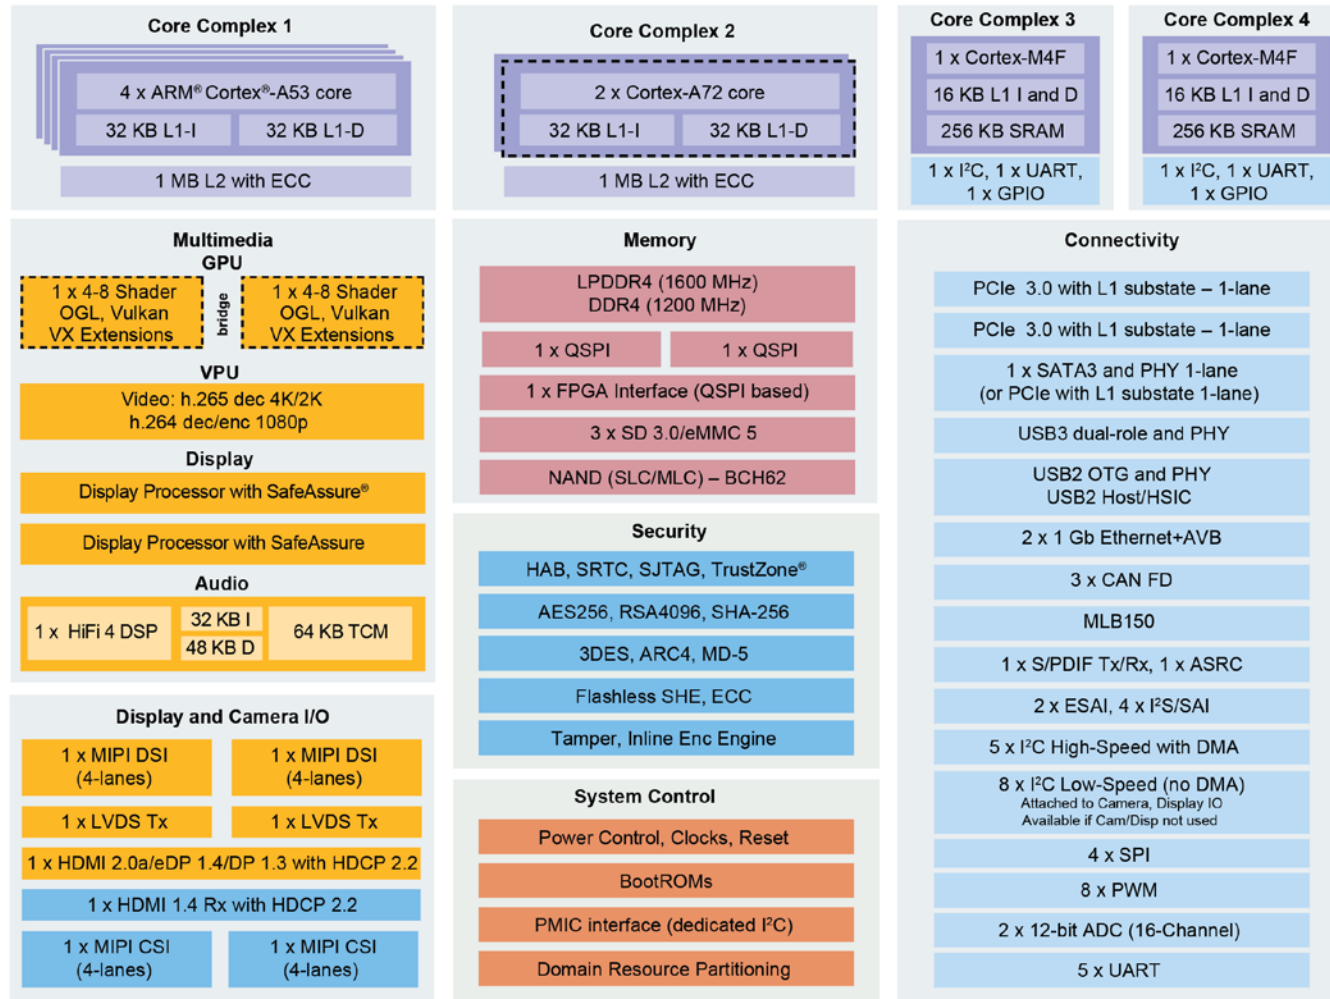 Core Complex 1
4 x ARM® Cortex®-A53 core
32 KB L1-I
32 KB L1-D
1 MB L2 with ECC
Core Complex 2
2 x Cortex-A72 core
32 KB L1-I
32 KB L1-D
1 MB L2 with ECC
Core Complex 3
1 x Cortex-M4F
16 KB L1 I and D
256 KB SRAM
1 x I²C, 1 x UART,
1 x GPIO
Core Complex 4
1 x Cortex-M4F
16 KB L1 I and D
256 KB SRAM
1 x I²C, 1 x UART,
1 x GPIO
Multimedia
GPU
1 x 4-8 Shader
OGL, Vulkan
VX Extensions
bridge
1 x 4-8 Shader
OGL, Vulkan
VX Extensions
VPU
Video: h.265 dec 4K/2K
h.264 dec/enc 1080p
Display
Display Processor with SafeAssure®
Display Processor with SafeAssure
Audio
1 x HiFi 4 DSP
32 KB I
48 KB D
64 KB TCM
Display and Camera I/O
1 x MIPI DSI
(4-lanes)
1 x MIPI DSI
(4-lanes)
1 x LVDS Tx
1 x LVDS Tx
1 x HDMI 2.0a/eDP 1.4/DP 1.3 with HDCP 2.2
1 x HDMI 1.4 Rx with HDCP 2.2
1 x MIPI CSI
(4-lanes)
1 x MIPI CSI
(4-lanes)
Memory
LPDDR4 (1600 MHz)
DDR4 (1200 MHz)
1 x QSPI
1 x QSPI
1 x FPGA Interface (QSPI based)
3 x SD 3.0/eMMC 5
NAND (SLC/MLC) – BCH62
Security
HAB, SRTC, SJTAG, TrustZone®
AES256, RSA4096, SHA-256
3DES, ARC4, MD-5
Flashless SHE, ECC
Tamper, Inline Enc Engine
System Control
Power Control, Clocks, Reset
BootROMs
PMIC interface (dedicated I²C)
Domain Resource Partitioning
Connectivity
PCIe 3.0 with L1 substate – 1-lane
PCIe 3.0 with L1 substate – 1-lane
1 x SATA3 and PHY 1-lane
(or PCIe with L1 substate 1-lane)
USB3 dual-role and PHY
USB2 OTG and PHY
USB2 Host/HSIC
2 x 1 Gb Ethernet+AVB
3 x CAN FD
MLB150
1 x S/PDIF Tx/Rx, 1 x ASRC
2 x ESAI, 4 x I²S/SAI
5 x I²C High-Speed with DMA
8 x I²C Low-Speed (no DMA)
Attached to Camera, Display IO
Available if Cam/Disp not used
4 x SPI
8 x PWM
2 x 12-bit ADC (16-Channel)
5 x UART